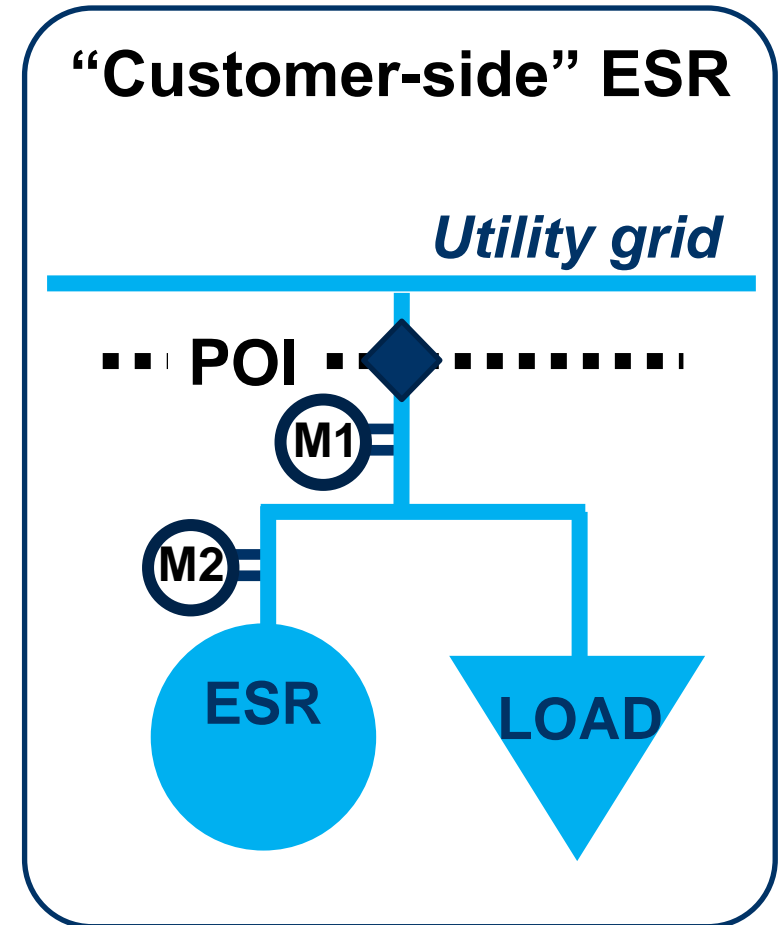 “Customer-side” ESR
Utility grid
POI
M1
M2
ESR
LOAD